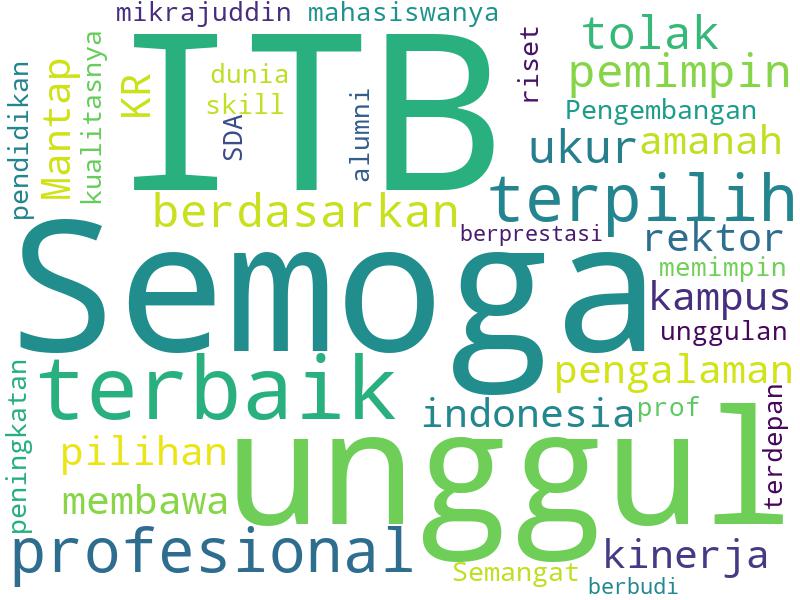 mikrajuddin mahasiswanya
ITB
riset
tolak
pemimpin
pendidikan
Mantap
kualitasnya
KR
dunia
skill
SDA
alumni
Pengembangan
ukur amanah
berdasarkan
terpilih
berprestasi
rektor
memimpin
Semoga
kampus
unggulan
terbaik
pengalaman
peningkatan
indonesia prof
terdepan
pilihan
unggul
membawa
profesional
kinerja
Semangat
berbudi